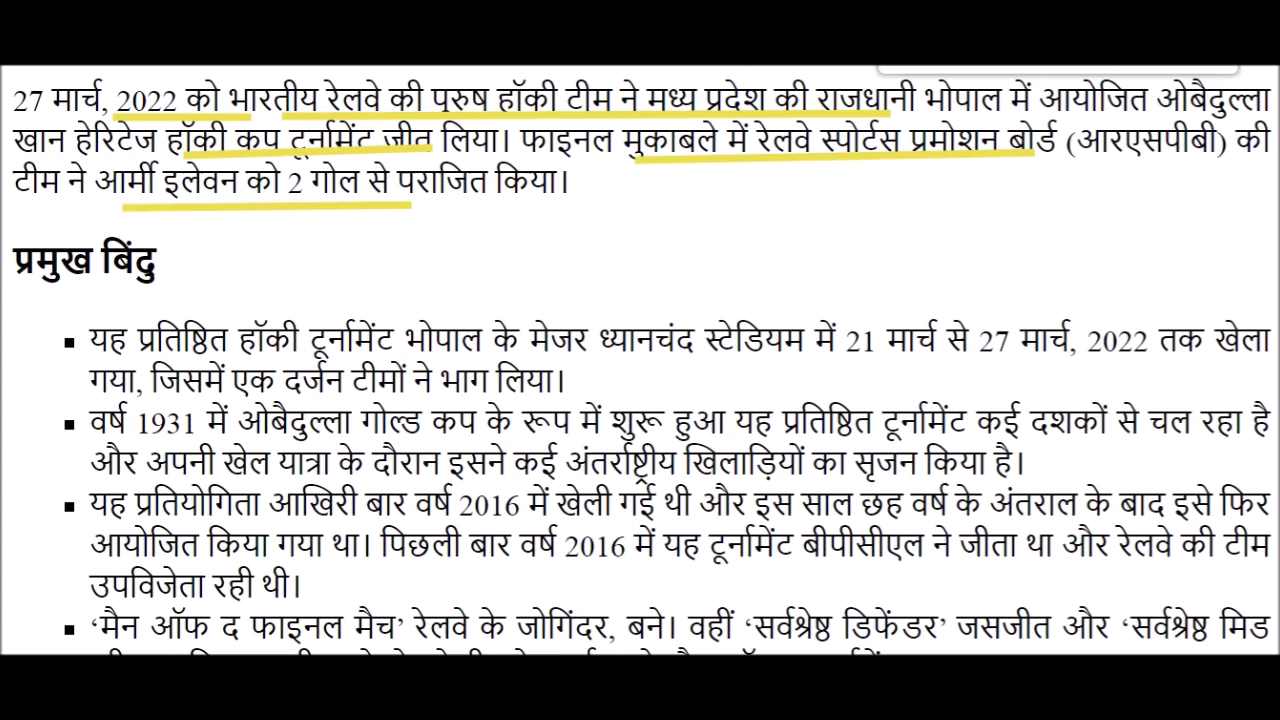 27 मार्च, 2022 को भारतीय रेलवे की पुरुष हॉकी टीम ने मध्य प्रदेश की राजधानी भोपाल में आयोजित ओबैदुल्ला
खान हेरिटेज हॉकी कप टूर्नामेंट जीत लिया। फाइनल मुकाबले में रेलवे स्पोर्टस प्रमोशन बोर्ड (आरएसपीबी) की
टीम ने आर्मी इलेवन को 2 गोल से पराजित किया।
प्रमुख बिंदु
▪ यह प्रतिष्ठित हॉकी टूर्नामेंट भोपाल के मेजर ध्यानचंद स्टेडियम में 21 मार्च से 27 मार्च, 2022 तक खेला
गया, जिसमें एक दर्जन टीमों ने भाग लिया।
▪ वर्ष 1931 में ओबैदुल्ला गोल्ड कप के रूप में शुरू हुआ यह प्रतिष्ठित टूर्नामेंट कई दशकों से चल रहा है
और अपनी खेल यात्रा के दौरान इसने कई अंतर्राष्ट्रीय खिलाड़ियों का सृजन किया है।
▪ यह प्रतियोगिता आखिरी बार वर्ष 2016 में खेली गई थी और इस साल छह वर्ष के अंतराल के बाद इसे फिर
आयोजित किया गया था। पिछली बार वर्ष 2016 में यह टूर्नामेंट बीपीसीएल ने जीता था और रेलवे की टीम
उपविजेता रही थी।
▪ ‘मैन ऑफ द फाइनल मैच’ रेलवे के जोगिंदर, बने। वहीं ‘सर्वश्रेष्ठ डिफेंडर’ जसजीत और ‘सर्वश्रेष्ठ मिड